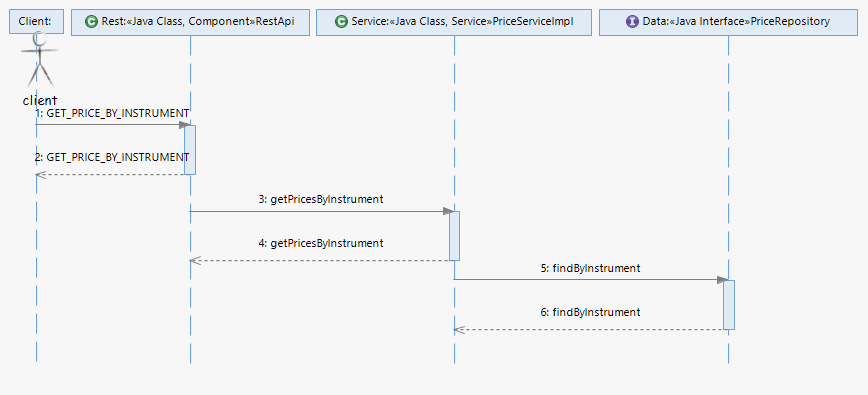 Client:
C Rest:«Java Class, Component»RestApi
C Service:«Java Class, Service»PriceServiceImpl
I Data:«Java Interface»PriceRepository
client
1: GET_PRICE_BY_INSTRUMENT
2: GET_PRICE_BY_INSTRUMENT
3: getPricesByInstrument
4: getPricesByInstrument
5: findByInstrument
6: findByInstrument